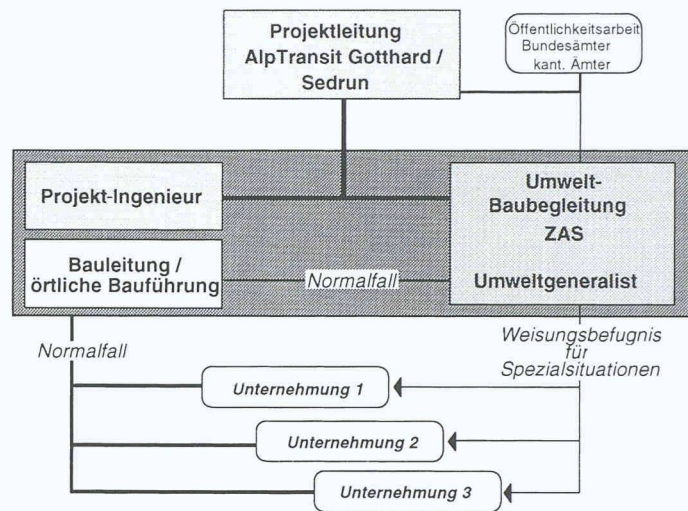 Projektleitung
AlpTransit Gotthard /
Sedrun
Öffentlichkeitsarbeit
Bundesämter
kant. Ämter
Projekt-Ingenieur
Umwelt-
Baubegleitung
ZAS
Umweltgeneralist
Bauleitung /
örtliche Bauführung
Normalfall
Normalfall
Weisungsbefugnis
für
Spezialsituationen
Unternehmung 1
Unternehmung 2
Unternehmung 3